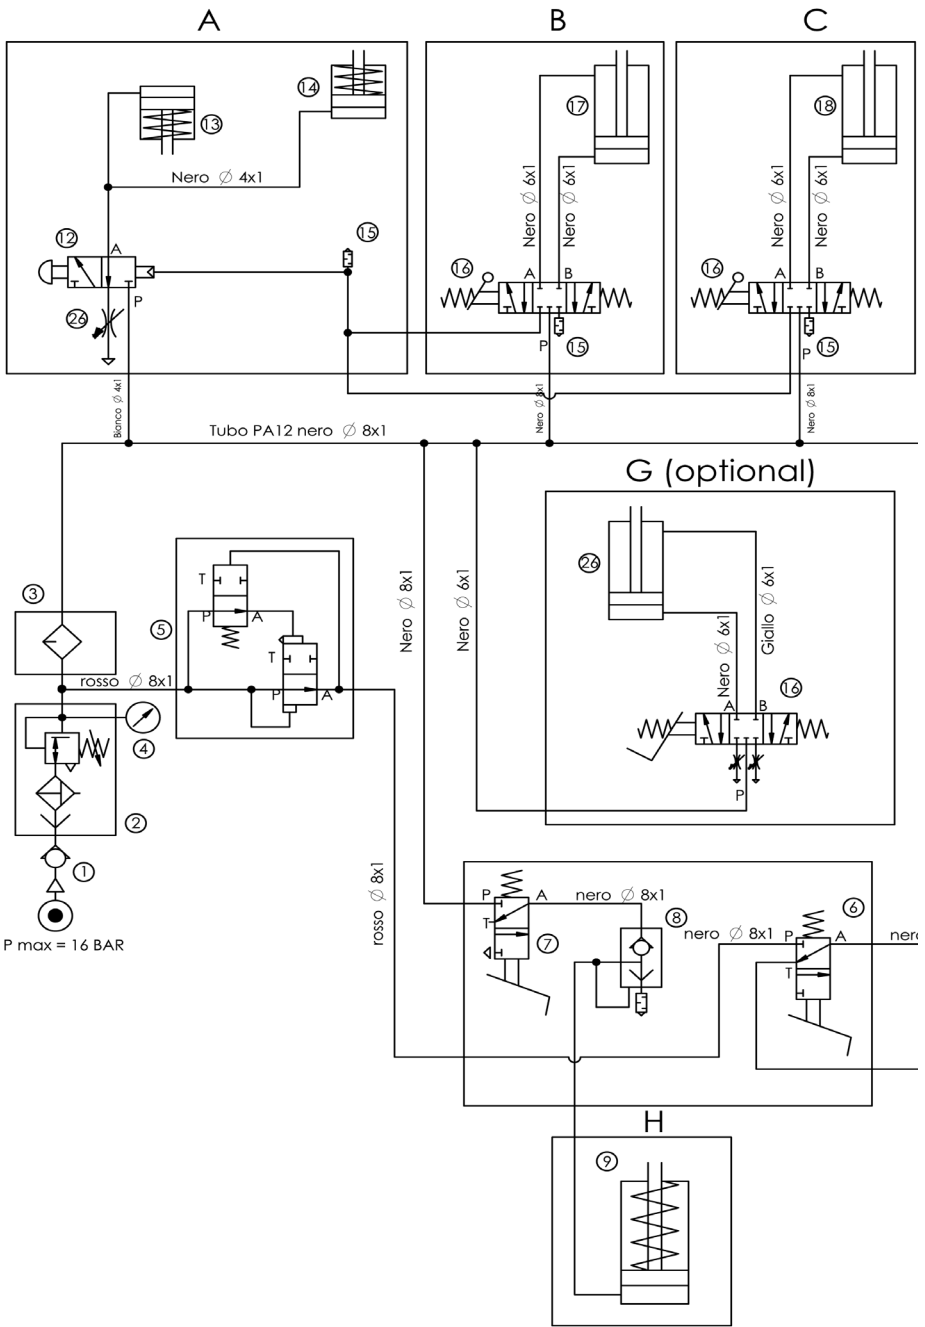 A
B
C
14
13
17
18
Nero Ø 4x1
Nero Ø 6x1
Nero Ø 6x1
Nero Ø 6x1
Nero Ø 6x1
12
A
15
16
A
B
16
A
B
P
26
P
15
P
15
Bianco Ø 4x1
Nero Ø 8x1
Nero Ø 8x1
Tubo PA12 nero Ø 8x1
G (optional)
26
3
5
T
P
A
T
P
A
Nero Ø 8x1
Nero Ø 6x1
Nero Ø 6x1
Giallo Ø 6x1
rosso Ø 8x1
16
A
B
P
4
2
1
P max = 16 BAR
rosso Ø 8x1
P
A
nero Ø 8x1
T
7
8
6
nero Ø 8x1
P
A
nero
T
H
9